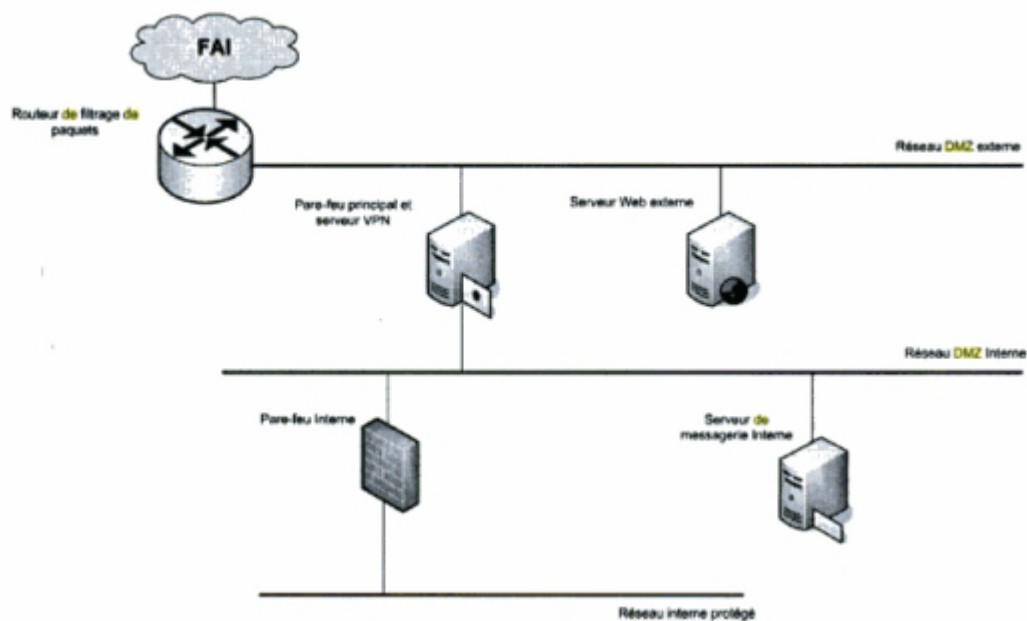 FAI
Routeur de filtrage de
paquets
Réseau DMZ externe
Pare-feu principal et
serveur VPN
Serveur Web externe
Réseau DMZ Interne
Pare-feu Interne
Serveur de
messagerie Interne
Réseau interne protégé